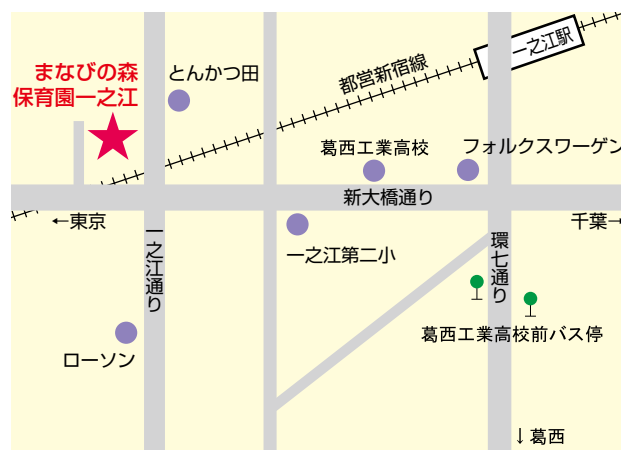 一之江駅
都営新宿線
とんかつ田
まなびの森
保育園一之江
葛西工業高校
フォルクスワーゲン
新大橋通り
←東京
千葉→
一之江通り
一之江第二小
環七通り
葛西工業高校前バス停
ローソン
↓葛西